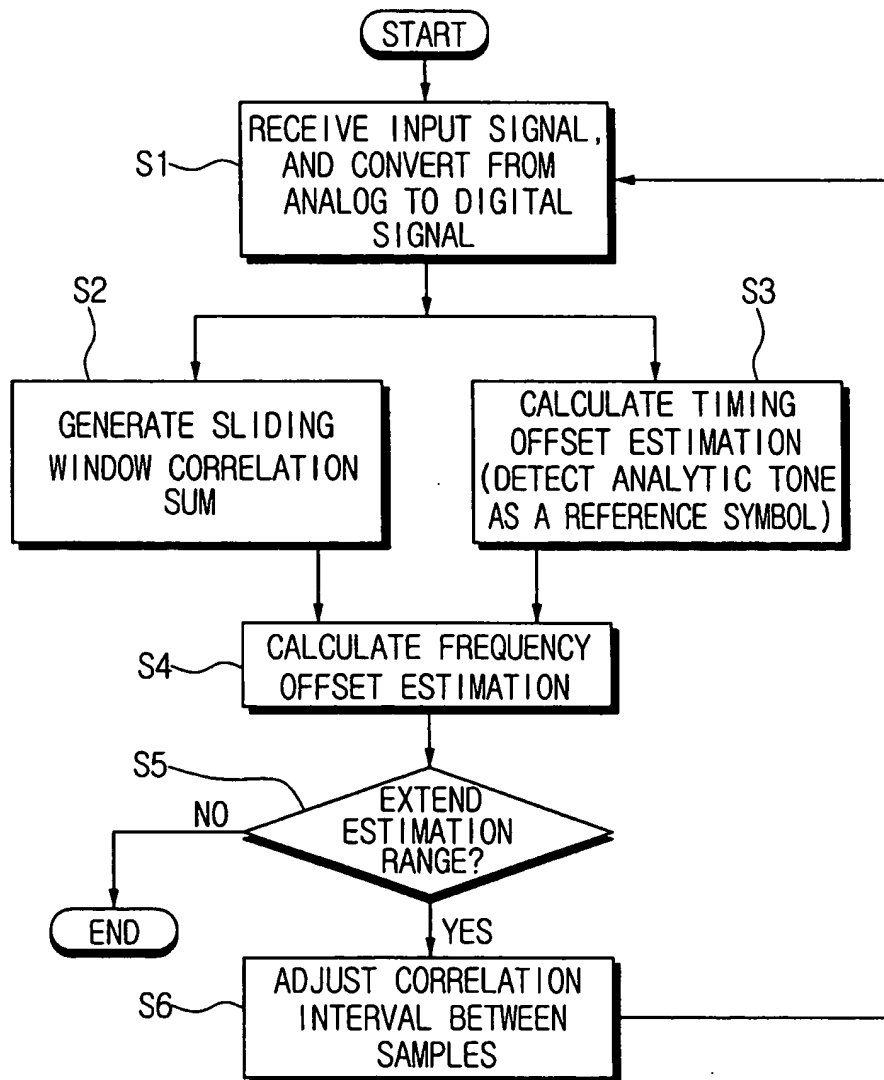 START
S1
RECEIVE INPUT SIGNAL,
AND CONVERT FROM
ANALOG TO DIGITAL
SIGNAL
S2
S3
GENERATE SLIDING
WINDOW CORRELATION
SUM
CALCULATE TIMING
OFFSET ESTIMATION
(DETECT ANALYTIC TONE
AS A REFERENCE SYMBOL)
S4
CALCULATE FREQUENCY
OFFSET ESTIMATION
S5
NO
EXTEND
ESTIMATION
RANGE?
END
YES
S6
ADJUST CORRELATION
INTERVAL BETWEEN
SAMPLES